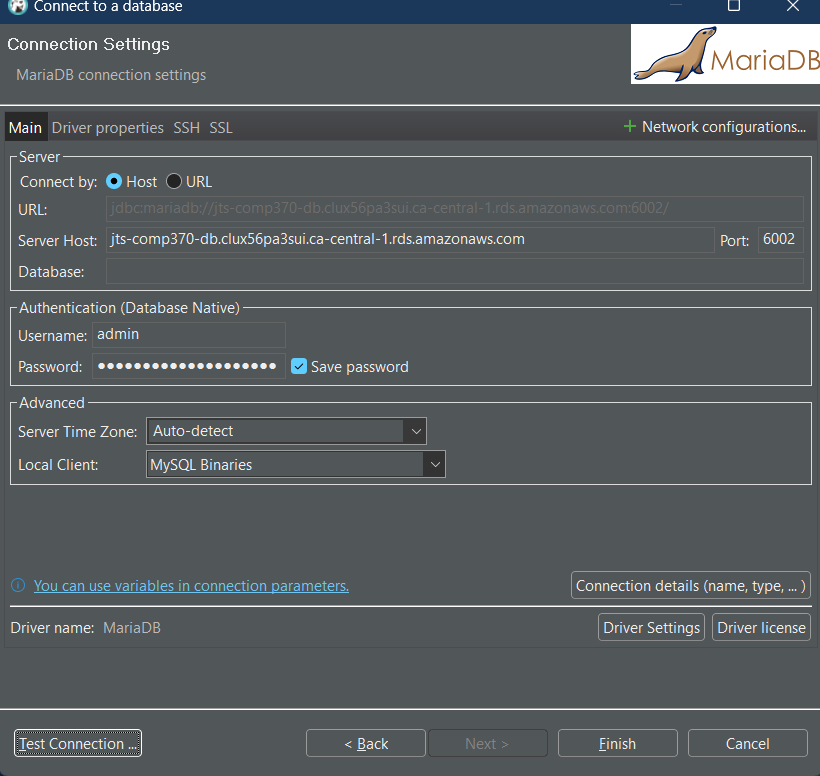 Connect to a database
Connection Settings
MariaDB connection settings
MariaDB
Main Driver properties SSH SSL
Network configurations...
Server
Connect by: Host URL
URL: jdbc:mariadb://jts-comp370-db.clux56pa3sui.ca-central-1.rds.amazonaws.com:6002/
Server Host: jts-comp370-db.clux56pa3sui.ca-central-1.rds.amazonaws.com Port: 6002
Database:
Authentication (Database Native)
Username: admin
Password: ••••••••••••••••••• Save password
Advanced
Server Time Zone: Auto-detect
Local Client: MySQL Binaries
You can use variables in connection parameters. Connection details (name, type, ... )
Driver name: MariaDB Driver Settings Driver license
Test Connection ... < Back Next > Finish Cancel